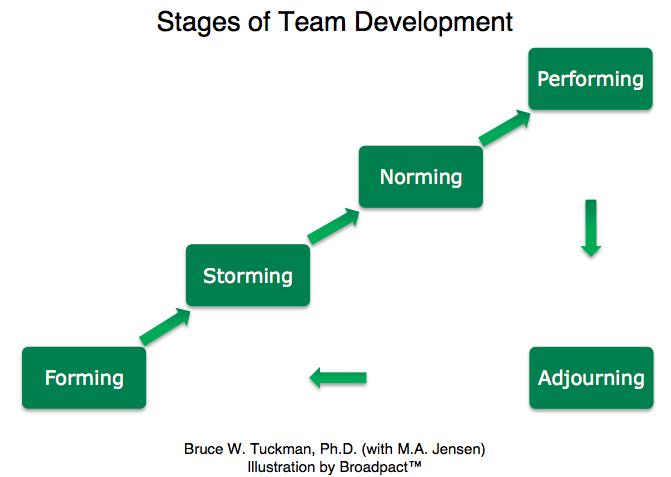 Stages of Team Development
Performing
Norming
Storming
Forming
Adjourning
Bruce W. Tuckman, Ph.D. (with M.A. Jensen)
Illustration by Broadpact™